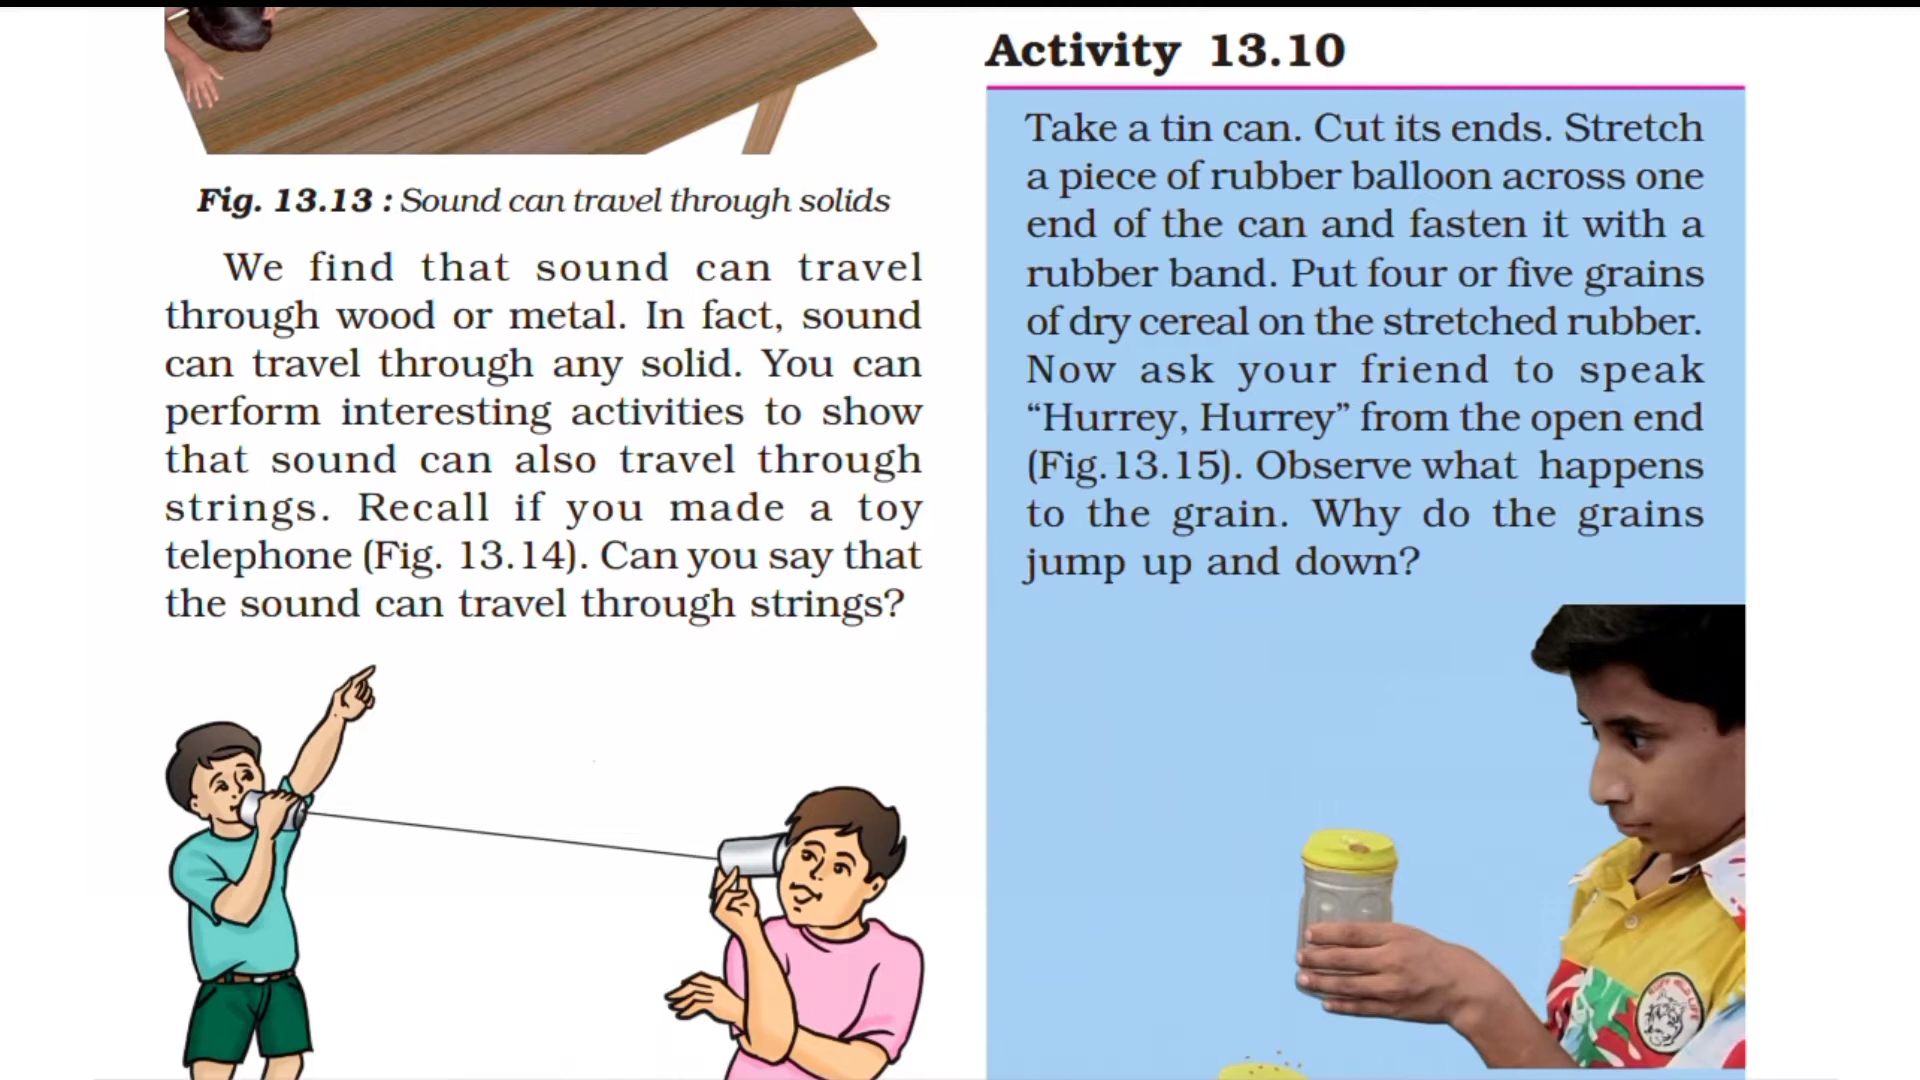 Fig. 13.13 : Sound can travel through solids
We find that sound can travel
through wood or metal. In fact, sound
can travel through any solid. You can
perform interesting activities to show
that sound can also travel through
strings. Recall if you made a toy
telephone (Fig. 13.14). Can you say that
the sound can travel through strings?
Activity 13.10
Take a tin can. Cut its ends. Stretch
a piece of rubber balloon across one
end of the can and fasten it with a
rubber band. Put four or five grains
of dry cereal on the stretched rubber.
Now ask your friend to speak
“Hurrey, Hurrey” from the open end
(Fig.13.15). Observe what happens
to the grain. Why do the grains
jump up and down?